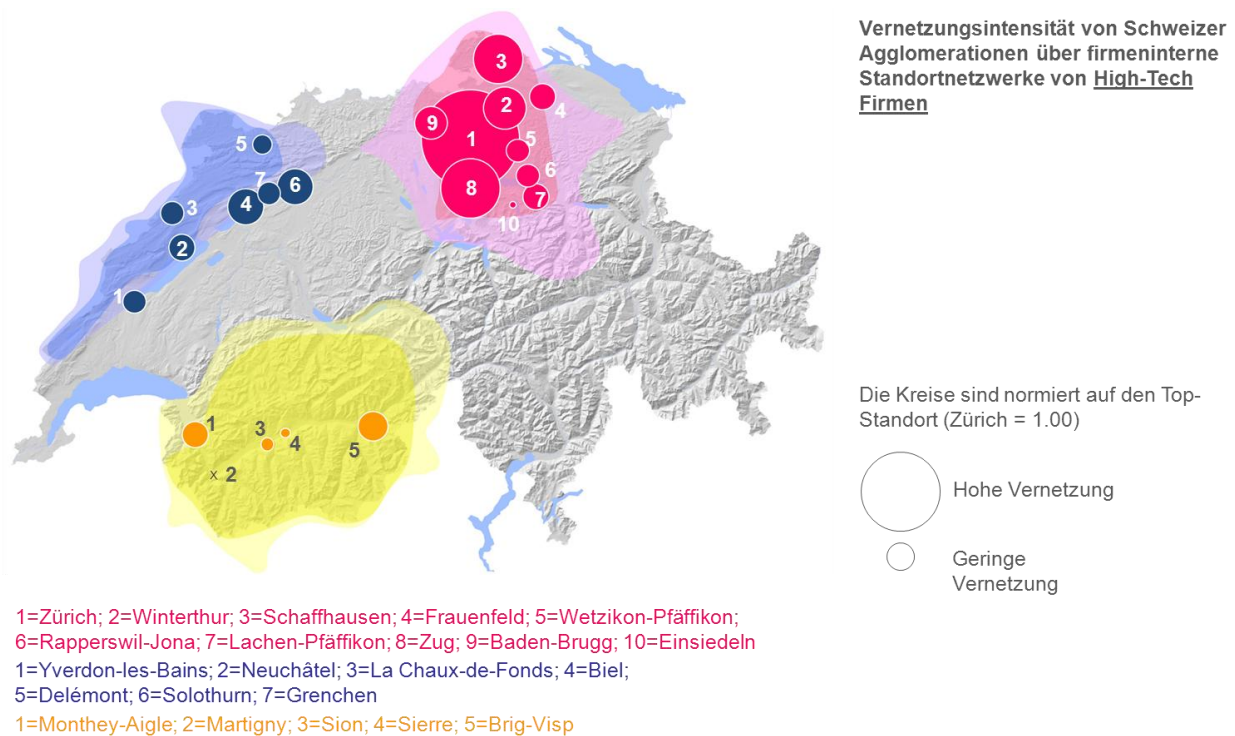 Vernetzungsintensität von Schweizer
Agglomerationen über firmeninterne
Standortnetzwerke von High-Tech
Firmen
3
2
4
9
1
5
6
8
7
10
5
7
6
4
3
2
1
1
3
4
5
x 2
Die Kreise sind normiert auf den Top-
Standort (Zürich = 1.00)
Hohe Vernetzung
Geringe
Vernetzung
1=Zürich; 2=Winterthur; 3=Schaffhausen; 4=Frauenfeld; 5=Wetzikon-Pfäffikon;
6=Rapperswil-Jona; 7=Lachen-Pfäffikon; 8=Zug; 9=Baden-Brugg; 10=Einsiedeln
1=Yverdon-les-Bains; 2=Neuchâtel; 3=La Chaux-de-Fonds; 4=Biel;
5=Delémont; 6=Solothurn; 7=Grenchen
1=Monthey-Aigle; 2=Martigny; 3=Sion; 4=Sierre; 5=Brig-Visp